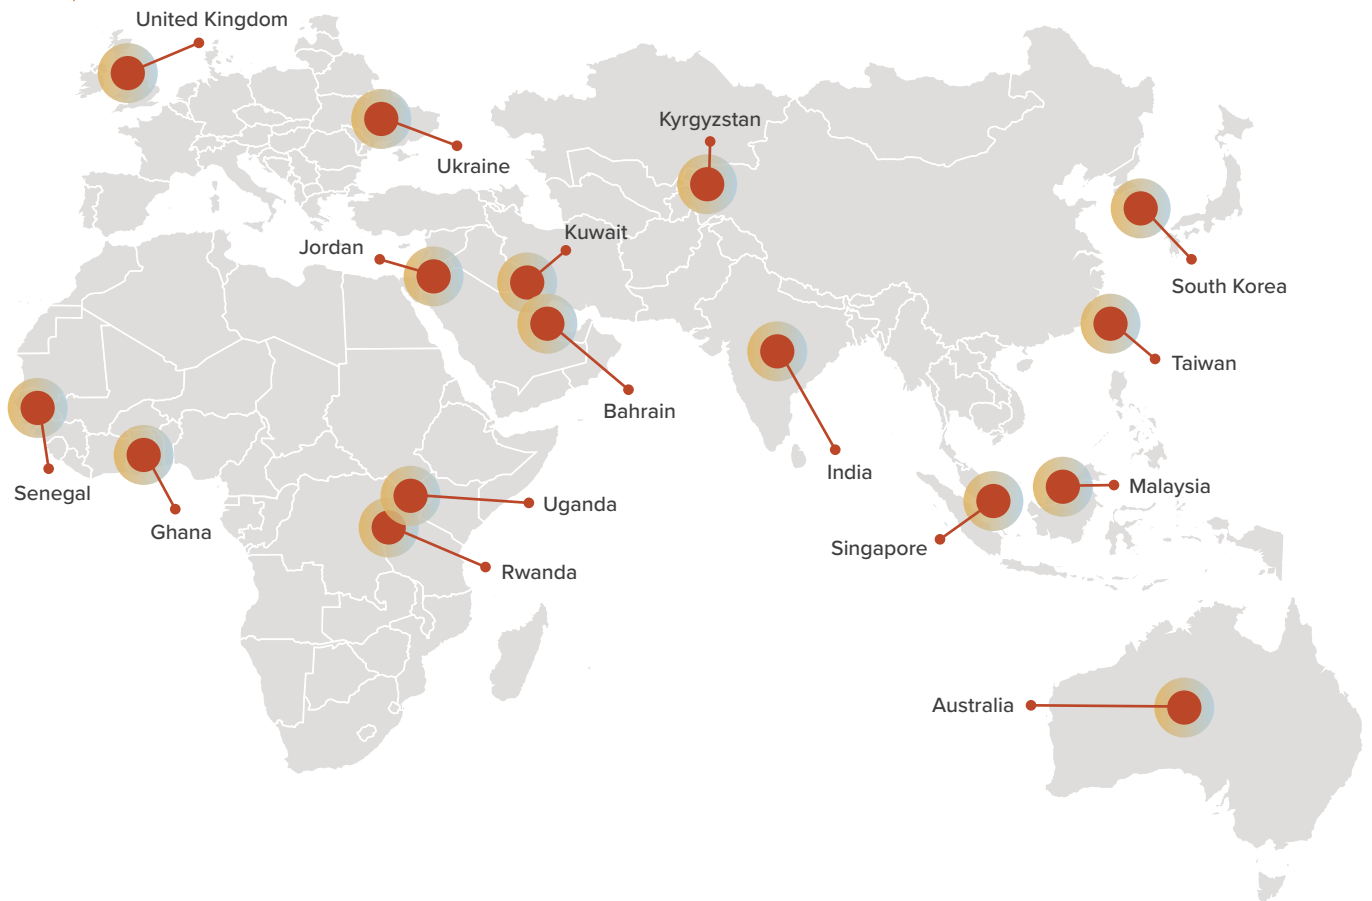 United Kingdom
Ukraine
Kyrgyzstan
Kuwait
Jordan
South Korea
Taiwan
Bahrain
India
Senegal
Ghana
Uganda
Rwanda
Malaysia
Singapore
Australia